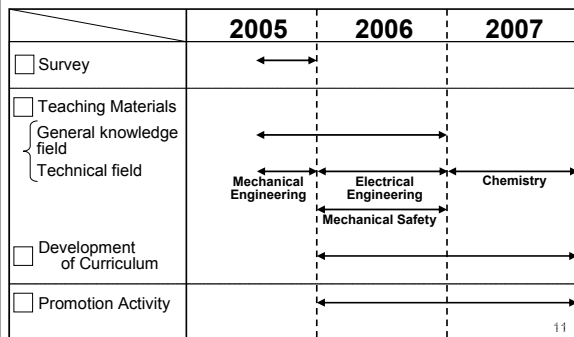 2005 2006 2007
Survey
Teaching Materials
General knowledge
field
Technical field
Mechanical
Engineering
Electrical
Engineering
Chemistry
Mechanical Safety
Development
of Curriculum
Promotion Activity
11